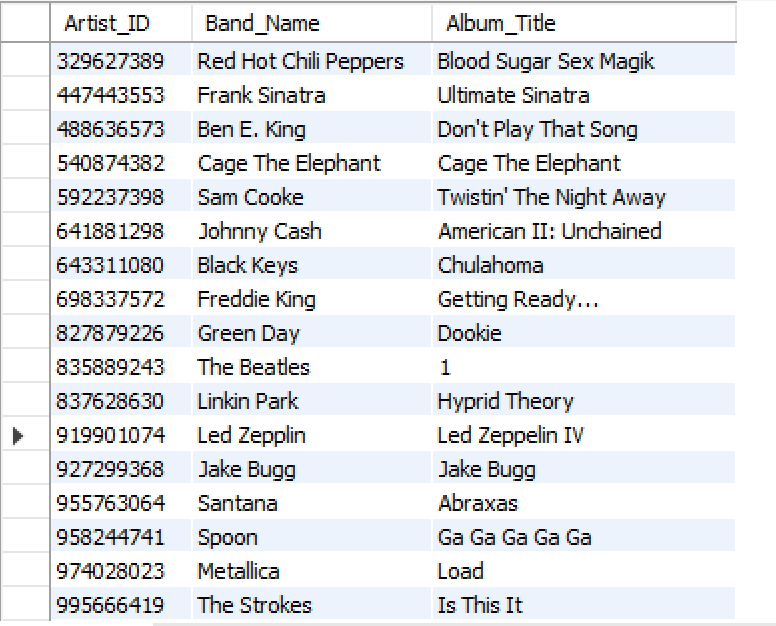 Artist_ID Band_Name Album_Title
329627389 Red Hot Chili Peppers Blood Sugar Sex Magik
447443553 Frank Sinatra Ultimate Sinatra
488636573 Ben E. King Don't Play That Song
540874382 Cage The Elephant Cage The Elephant
592237398 Sam Cooke Twistin' The Night Away
641881298 Johnny Cash American II: Unchained
643311080 Black Keys Chulahoma
698337572 Freddie King Getting Ready...
827879226 Green Day Dookie
835889243 The Beatles 1
837628630 Linkin Park Hyprid Theory
919901074 Led Zepplin Led Zeppelin IV
927299368 Jake Bugg Jake Bugg
955763064 Santana Abraxas
958244741 Spoon Ga Ga Ga Ga Ga
974028023 Metallica Load
995666419 The Strokes Is This It